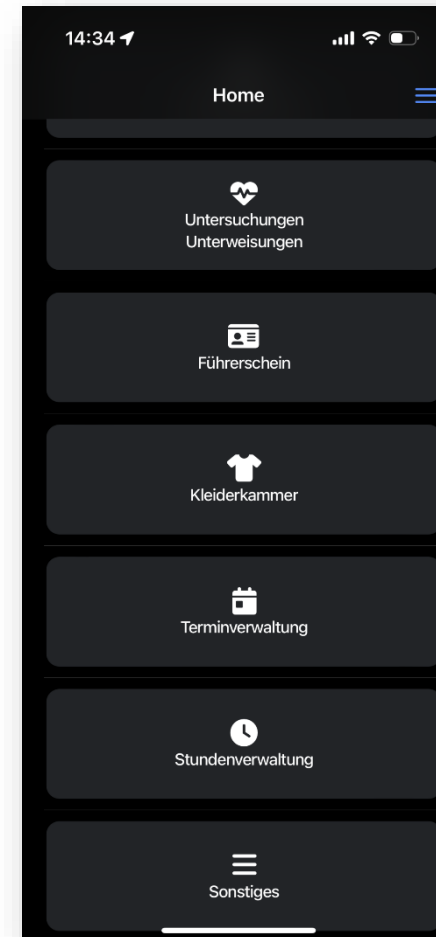 14:34
Home
Untersuchungen
Unterweisungen
Führerschein
Kleiderkammer
Terminverwaltung
Stundenverwaltung
Sonstiges